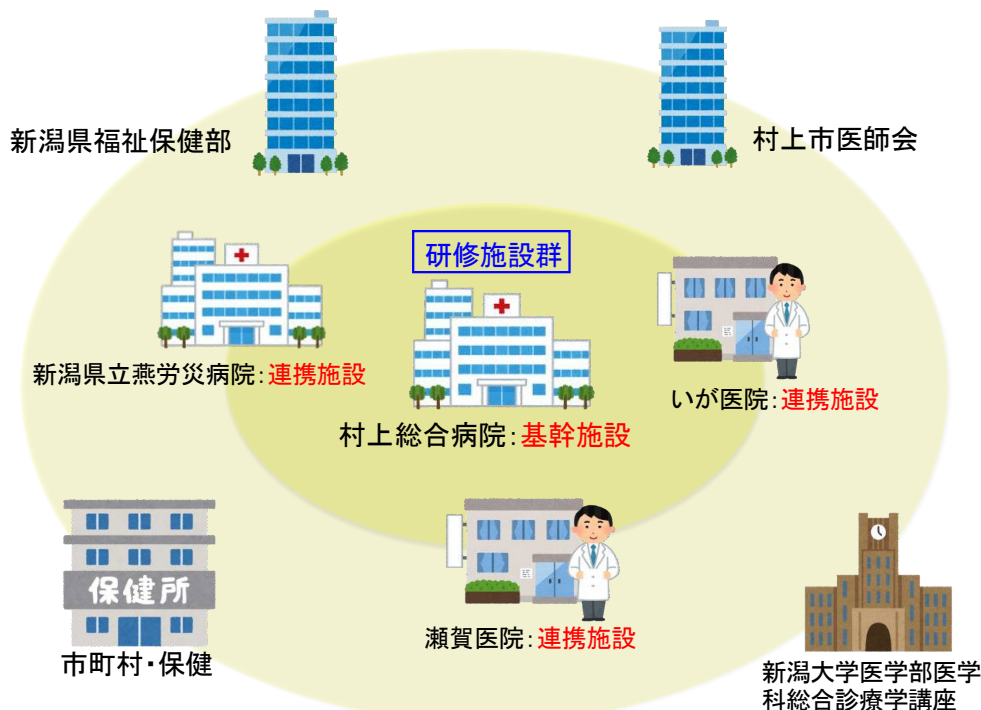 新潟県福祉保健部
村上市医師会
研修施設群
新潟県立燕労災病院：連携施設
いが医院：連携施設
村上総合病院：基幹施設
保健所
市町村・保健
瀬賀医院：連携施設
新潟大学医学部医学
科総合診療学講座